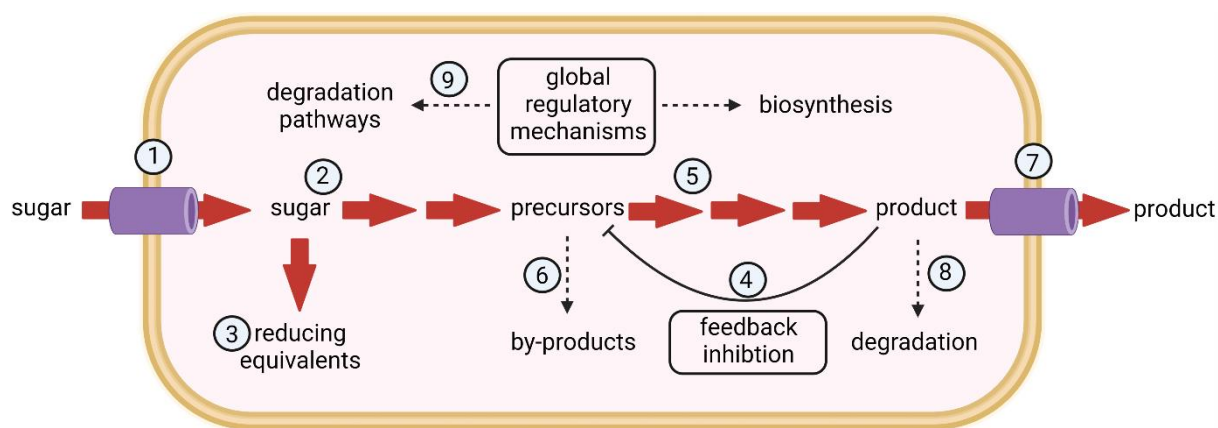 9
global
regulatory
mechanisms
degradation
pathways
biosynthesis
1
2
5
7
sugar
sugar
precursors
product
product
3
reducing
equivalents
6
by-products
4
feedback
inhibtion
8
degradation